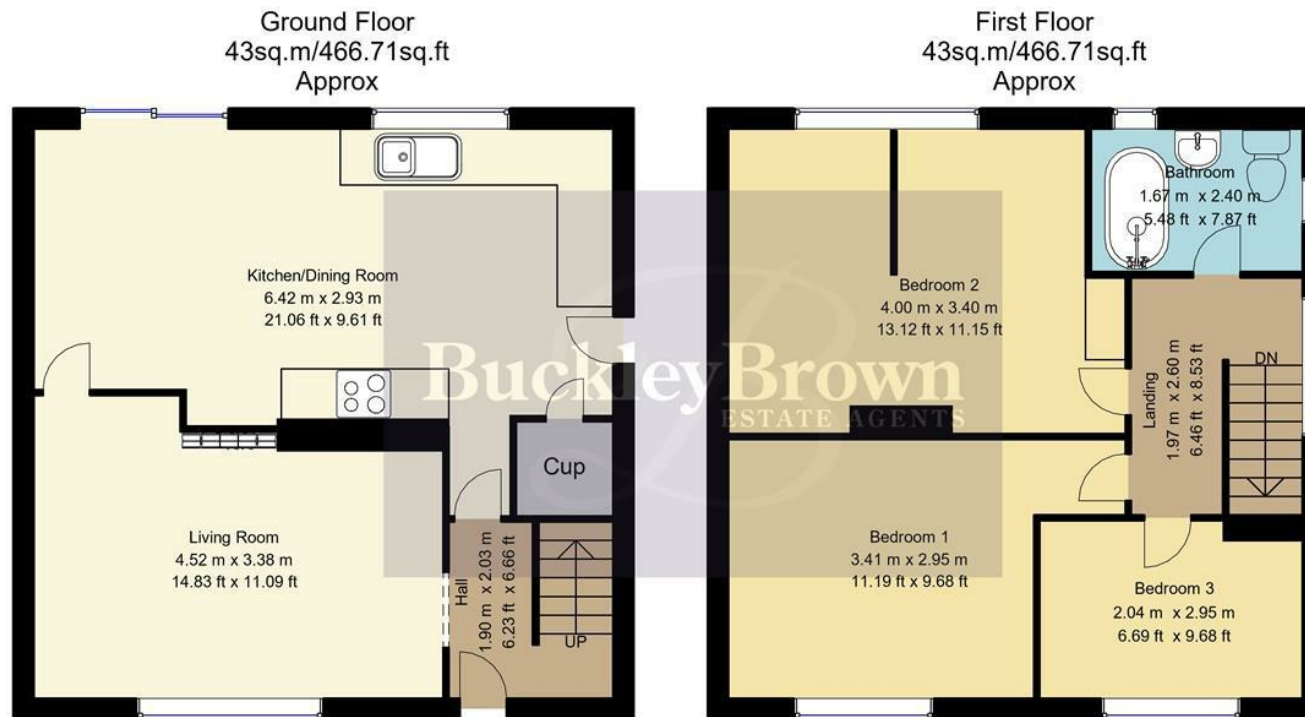 Ground Floor
43sq.m/466.71sq.ft
Approx
First Floor
43sq.m/466.71sq.ft
Approx
Kitchen/Dining Room
6.42 m x 2.93 m
21.06 ft x 9.61 ft
Cup
Living Room
4.52 m x 3.38 m
14.83 ft x 11.09 ft
Hall
1.90 m x 2.03 m
6.23 ft x 6.66 ft
UP
Bathroom
1.67 m x 2.40 m
5.48 ft x 7.87 ft
Bedroom 2
4.00 m x 3.40 m
13.12 ft x 11.15 ft
Landing
1.97 m x 2.60 m
6.46 ft x 8.53 ft
DN
Bedroom 1
3.41 m x 2.95 m
11.19 ft x 9.68 ft
Bedroom 3
2.04 m x 2.95 m
6.69 ft x 9.68 ft
BuckleyBrown
ESTATE AGENTS